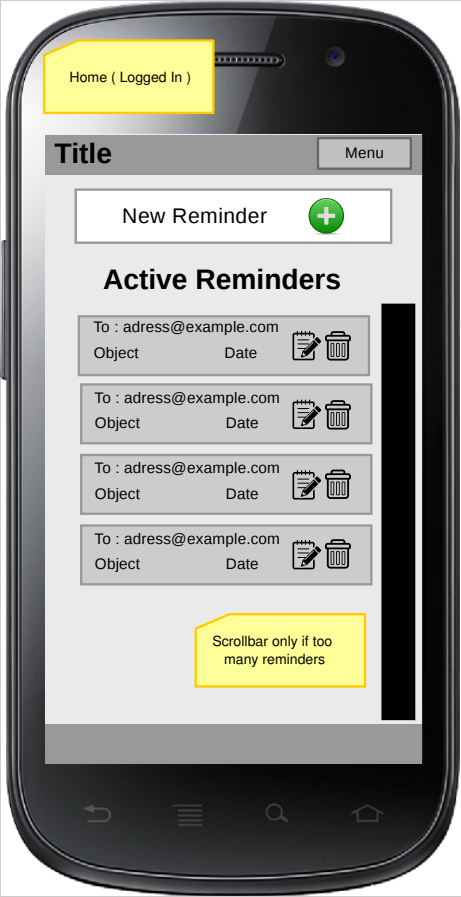 Home ( Logged In )
Title
Menu
New Reminder
Active Reminders
To : adress@example.com
Object Date
To : adress@example.com
Object Date
To : adress@example.com
Object Date
To : adress@example.com
Object Date
Scrollbar only if too
many reminders